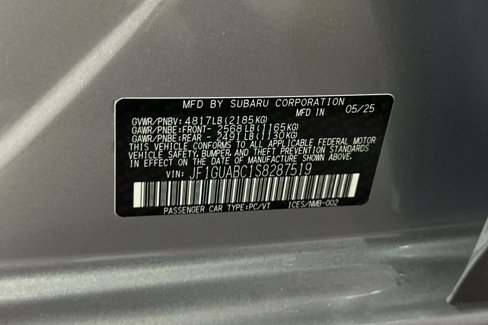 MFD BY SUBARU CORPORATION
MFD IN 05/25
GVWR/PNBV: 4817LB(2185KG)
GAWR/PNBE:FRONT- 2568LB(1165KG)
GAWR/PNBE:REAR - 2491LB(1130KG)
THIS VEHICLE CONFORMS TO ALL APPLICABLE FEDERAL MOTOR
VEHICLE SAFETY, BUMPER, AND THEFT PREVENTION STANDARDS
IN EFFECT ON THE DATE OF MANUFACTURE SHOWN ABOVE.
VIN: JF1GUABC1S8287519
PASSENGER CAR TYPE:PC/VT ICES/NMB-002